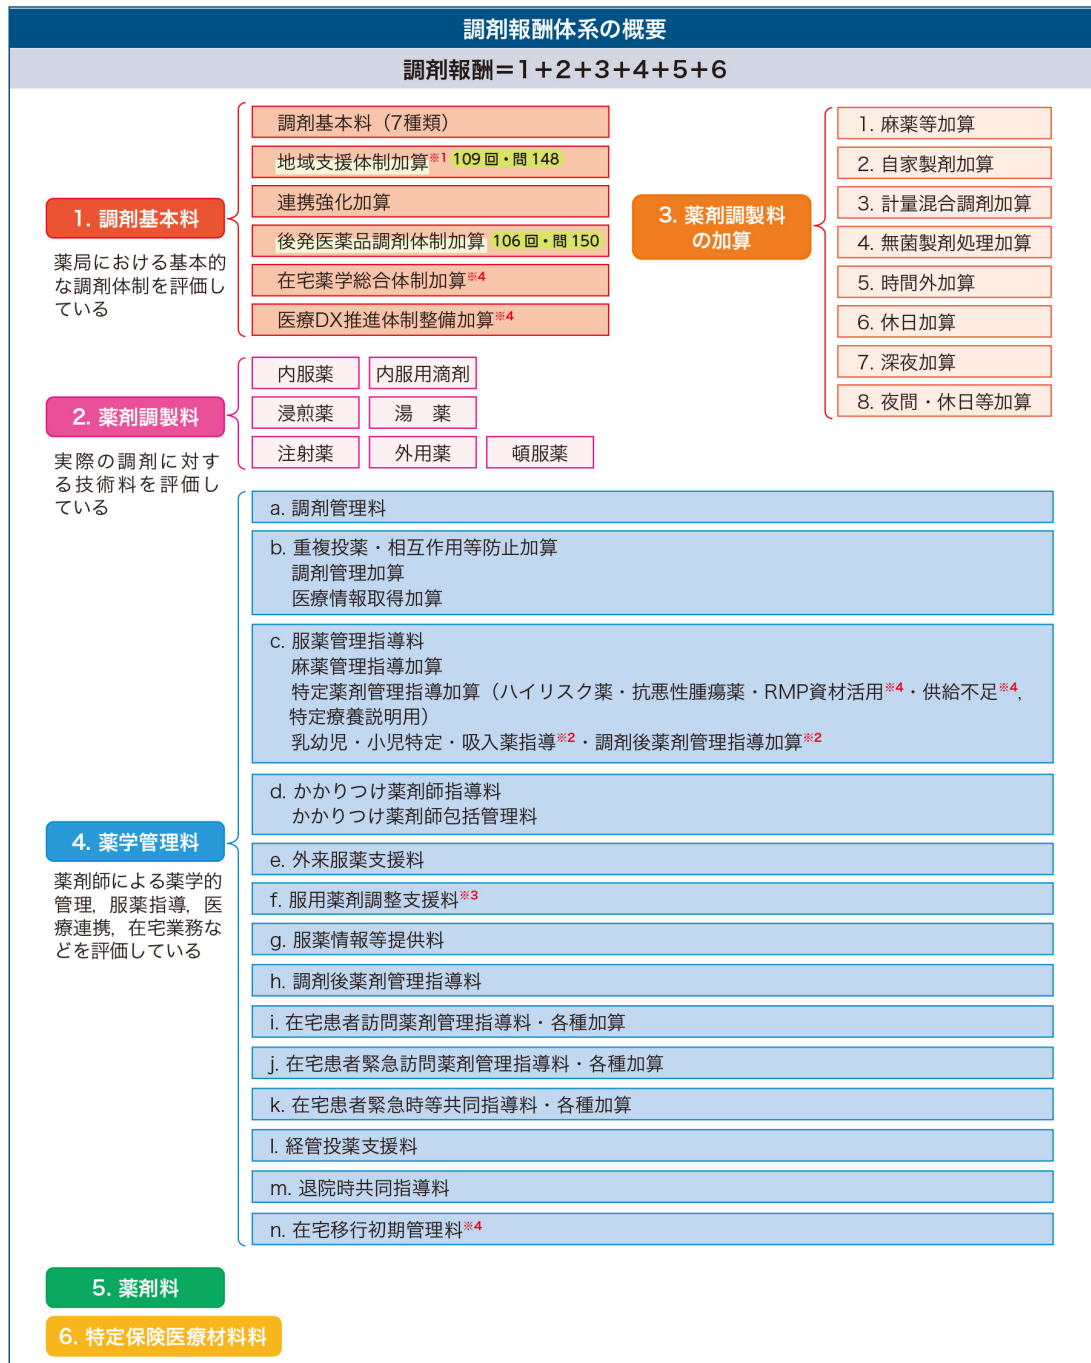 調剤報酬体系の概要
調剤報酬＝1＋2＋3＋4＋5＋6
1. 調剤基本料
薬局における基本的
な調剤体制を評価し
ている
調剤基本料（7種類）
地域支援体制加算※1 109回・問148
連携強化加算
後発医薬品調剤体制加算 106回・問150
在宅薬学総合体制加算※4
医療DX推進体制整備加算※4
2. 薬剤調製料
実際の調剤に対す
る技術料を評価し
ている
内服薬 内服用滴剤
浸煎薬 湯　薬
注射薬 外用薬 頓服薬
3. 薬剤調製料
の加算
1. 麻薬等加算
2. 自家製剤加算
3. 計量混合調剤加算
4. 無菌製剤処理加算
5. 時間外加算
6. 休日加算
7. 深夜加算
8. 夜間・休日等加算
4. 薬学管理料
薬剤師による薬学的
管理，服薬指導，医
療連携，在宅業務な
どを評価している
a. 調剤管理料
b. 重複投薬・相互作用等防止加算
調剤管理加算
医療情報取得加算
c. 服薬管理指導料
麻薬管理指導加算
特定薬剤管理指導加算（ハイリスク薬・抗悪性腫瘍薬・RMP資材活用※4・供給不足※4，
特定療養説明用）
乳幼児・小児特定・吸入薬指導※2・調剤後薬剤管理指導加算※2
d. かかりつけ薬剤師指導料
かかりつけ薬剤師包括管理料
e. 外来服薬支援料
f. 服用薬剤調整支援料※3
g. 服薬情報等提供料
h. 調剤後薬剤管理指導料
i. 在宅患者訪問薬剤管理指導料・各種加算
j. 在宅患者緊急訪問薬剤管理指導料・各種加算
k. 在宅患者緊急時等共同指導料・各種加算
l. 経管投薬支援料
m. 退院時共同指導料
n. 在宅移行初期管理料※4
5. 薬剤料
6. 特定保険医療材料料